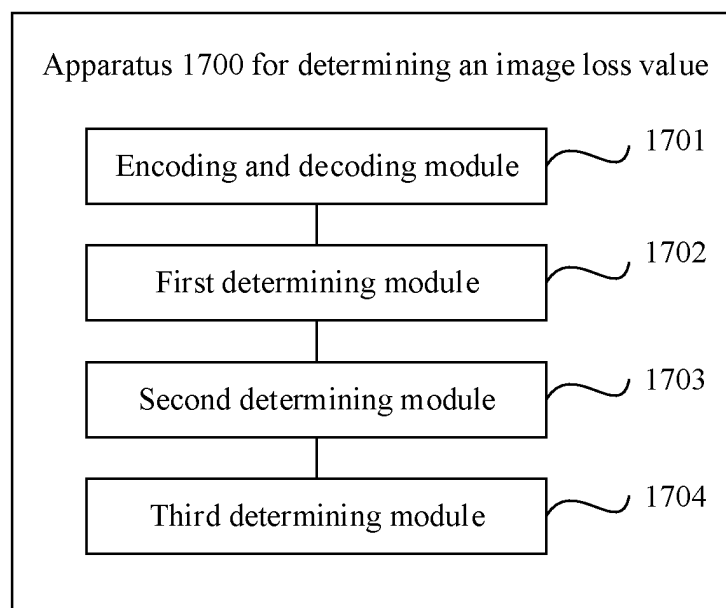 Apparatus 1700 for determining an image loss value
Encoding and decoding module
1701
First determining module
1702
Second determining module
1703
Third determining module
1704